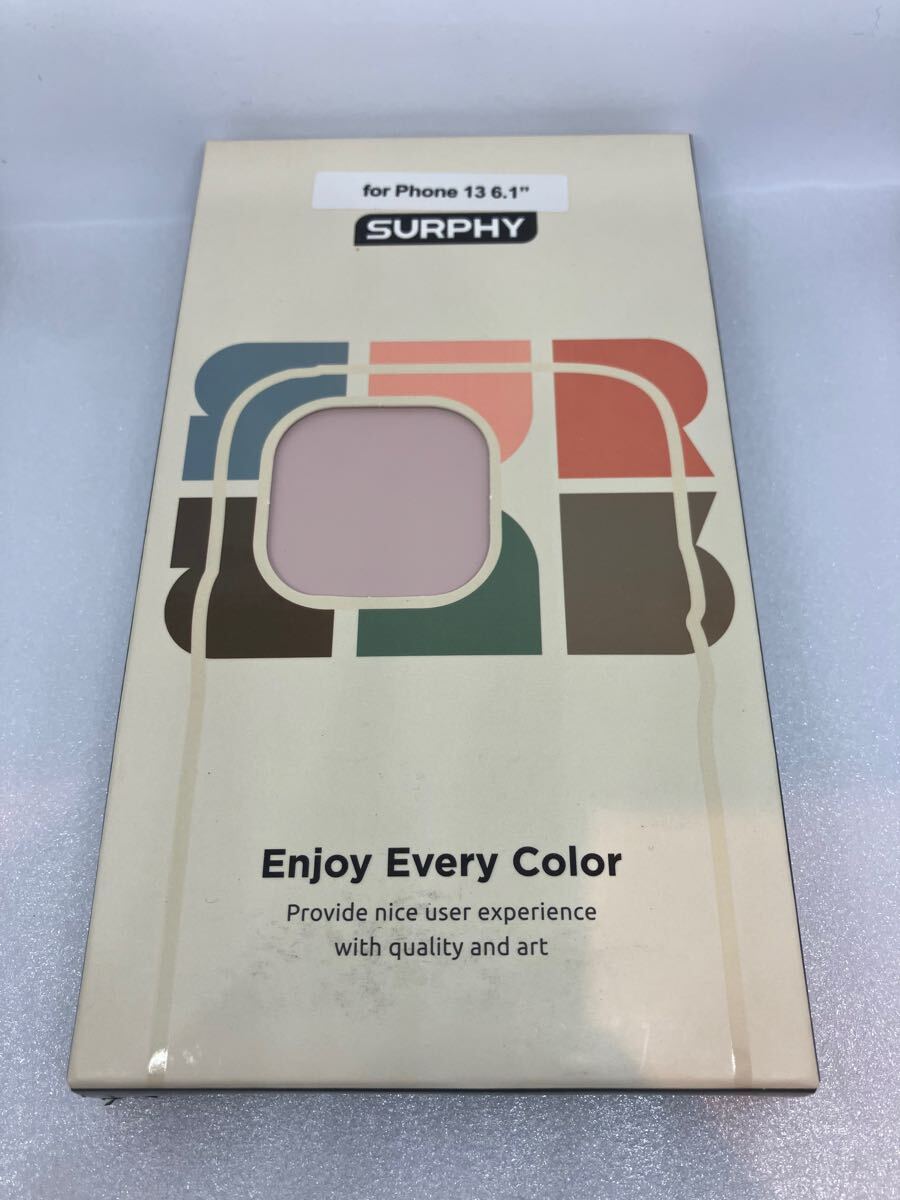 for Phone 13 6.1”
SURPHY
Enjoy Every Color
Provide nice user experience
with quality and art